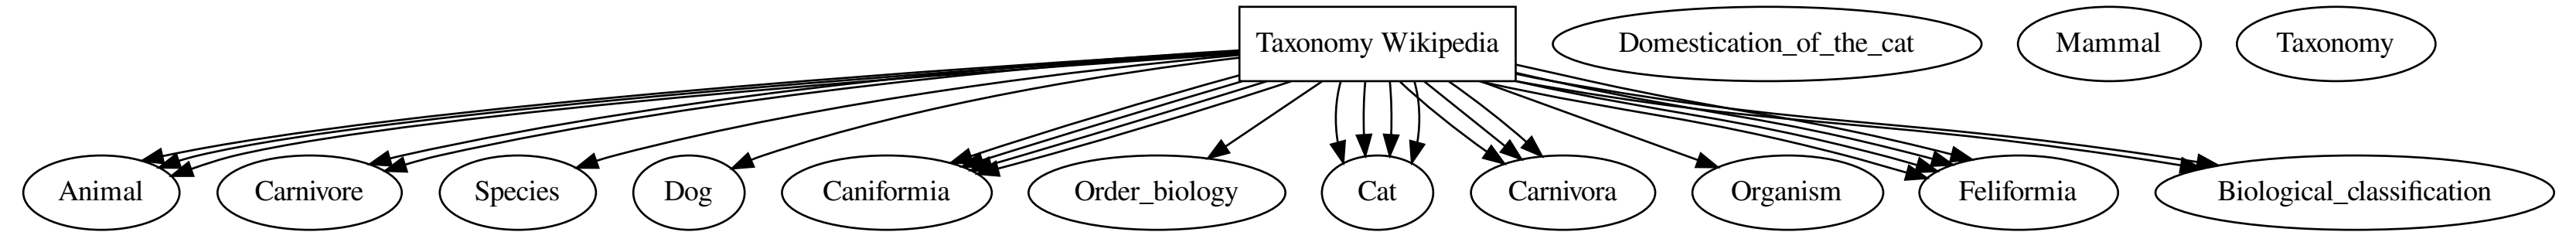 Taxonomy Wikipedia
Domestication_of_the_cat
Mammal
Taxonomy
Animal
Carnivore
Species
Dog
Caniformia
Order_biology
Cat
Carnivora
Organism
Feliformia
Biological_classification